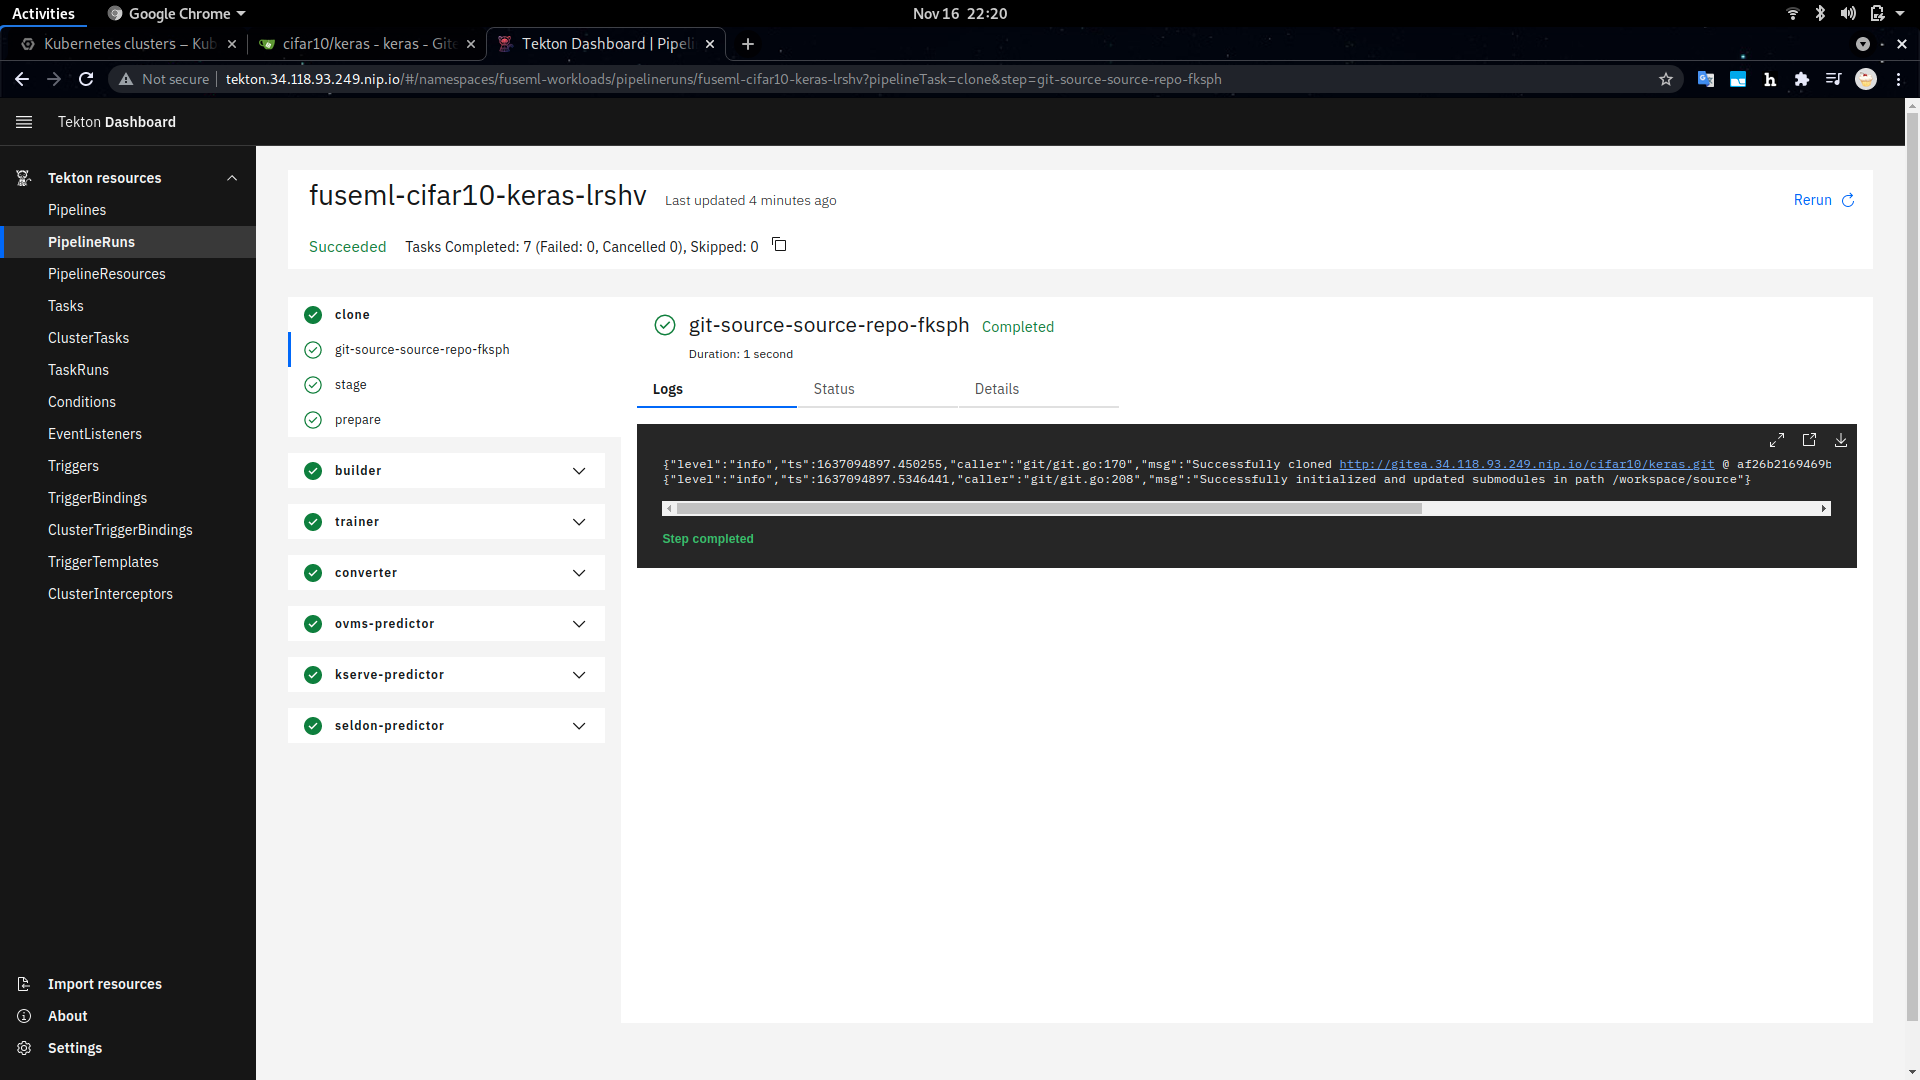 Activities
Google Chrome
Nov 16 22:20
Kubernetes clusters – Kub
cifar10/keras - keras - Gite
Tekton Dashboard | Pipeli
Not secure
tekton.34.118.93.249.nip.io/#/namespaces/fuseml-workloads/pipelineruns/fuseml-cifar10-keras-lrshv?pipelineTask=clone&step=git-source-source-repo-fksph
Tekton Dashboard
Tekton resources
Pipelines
PipelineRuns
PipelineResources
Tasks
ClusterTasks
TaskRuns
Conditions
EventListeners
Triggers
TriggerBindings
ClusterTriggerBindings
TriggerTemplates
ClusterInterceptors
Import resources
About
Settings
fuseml-cifar10-keras-lrshv
Last updated 4 minutes ago
Rerun
Succeeded
Tasks Completed: 7 (Failed: 0, Cancelled 0), Skipped: 0
clone
git-source-source-repo-fksph
stage
prepare
builder
trainer
converter
ovms-predictor
kserve-predictor
seldon-predictor
git-source-source-repo-fksph
Completed
Duration: 1 second
Logs
Status
Details
{"level":"info","ts":1637094897.450255,"caller":"git/git.go:170","msg":"Successfully cloned http://gitea.34.118.93.249.nip.io/cifar10/keras.git @ af26b2169469b
{"level":"info","ts":1637094897.5346441,"caller":"git/git.go:208","msg":"Successfully initialized and updated submodules in path /workspace/source"}
Step completed